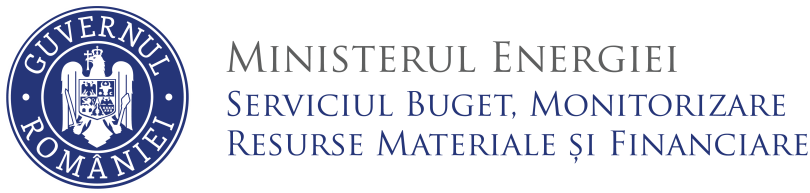 GUVERNUL
ROMÂNIEI
MINISTERUL ENERGIEI
SERVICIUL BUGET, MONITORIZARE
RESURSE MATERIALE ȘI FINANCIARE